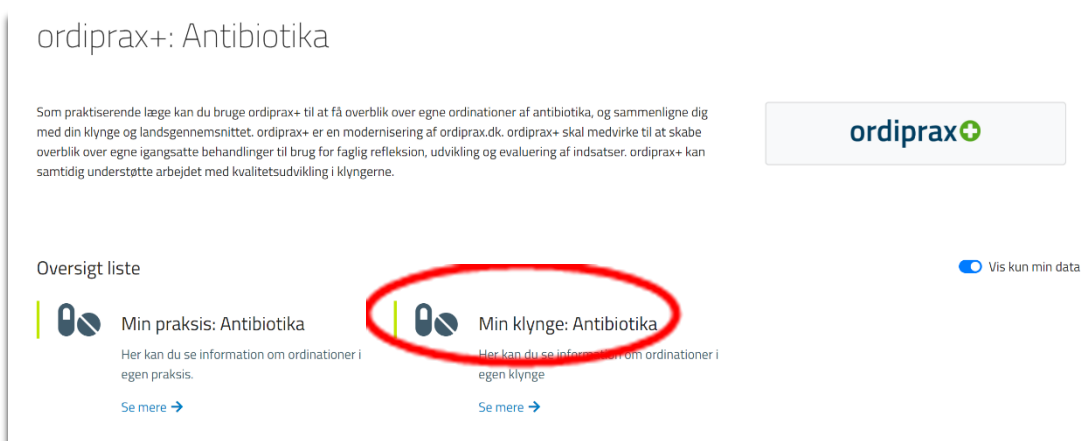 ordiprax+: Antibiotika
Som praktiserende læge kan du bruge ordiprax+ til at få overblik over egne ordinationer af antibiotika, og sammenligne dig
med din klynge og landsgennemsnittet. ordiprax+ er en modernisering af ordiprax.dk. ordiprax+ skal medvirke til at skabe
overblik over egne igangsatte behandlinger til brug for faglig refleksion, udvikling og evaluering af indsatser. ordiprax+ kan
samtidig understøtte arbejdet med kvalitetsudvikling i klyngerne.
ordiprax+
Oversigt liste
Vis kun min data
Min praksis: Antibiotika
Her kan du se information om ordinationer i
egen praksis.
Se mere →
Min klynge: Antibiotika
Her kan du se information om ordinationer i
egen klynge
Se mere →